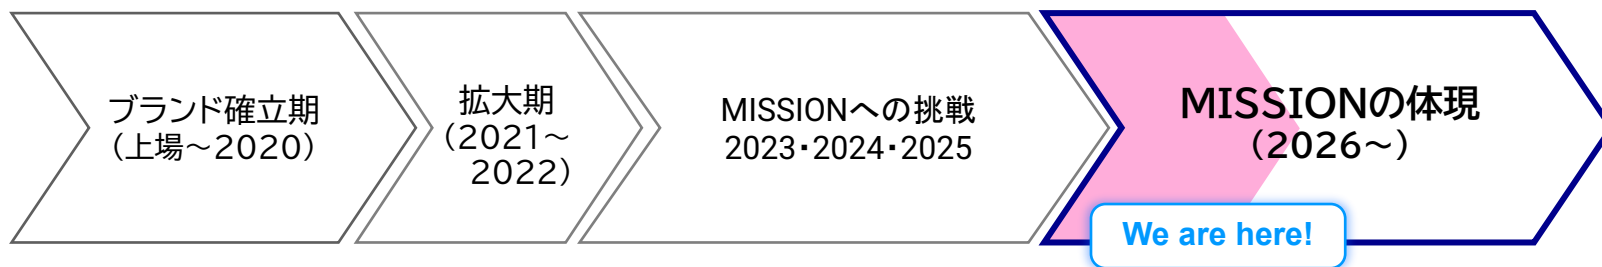 ブランド確立期
（上場～2020）
拡大期
（2021～
2022）
MISSIONへの挑戦
2023・2024・2025
MISSIONの体現
（2026～）
We are here!